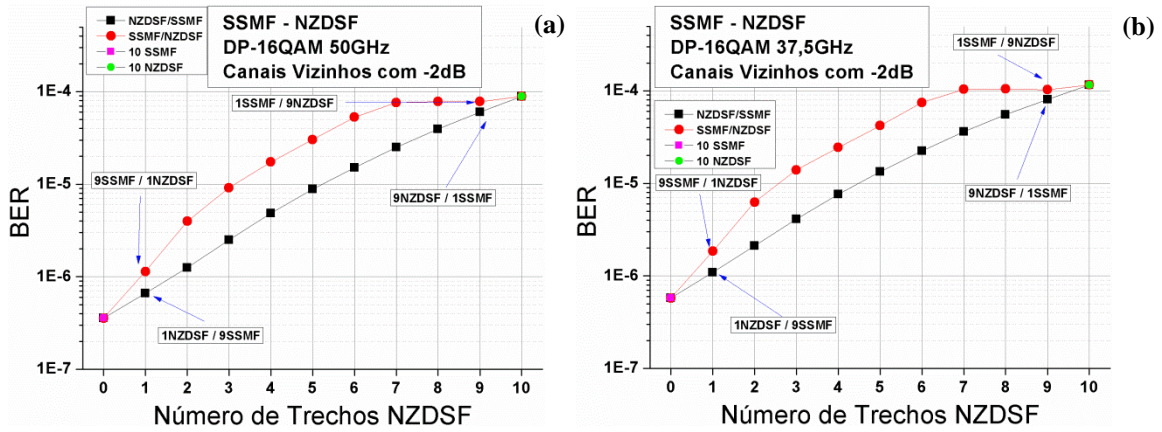 NZDSF/SSMF
SSMF/NZDSF
10 SSMF
10 NZDSF
SSMF - NZDSF
DP-16QAM 50GHz
Canais Vizinhos com -2dB
(a)
1E-4
1E-5
1E-6
1E-7
BER
1SSMF / 9NZDSF
9SSMF / 1NZDSF
9NZDSF / 1SSMF
1NZDSF / 9SSMF
0 1 2 3 4 5 6 7 8 9 10
Número de Trechos NZDSF
SSMF - NZDSF
DP-16QAM 37,5GHz
Canais Vizinhos com -2dB
(b)
1SSMF / 9NZDSF
NZDSF/SSMF
SSMF/NZDSF
10 SSMF
10 NZDSF
1E-4
1E-5
1E-6
1E-7
BER
9SSMF / 1NZDSF
9NZDSF / 1SSMF
1NZDSF / 9SSMF
0 1 2 3 4 5 6 7 8 9 10
Número de Trechos NZDSF